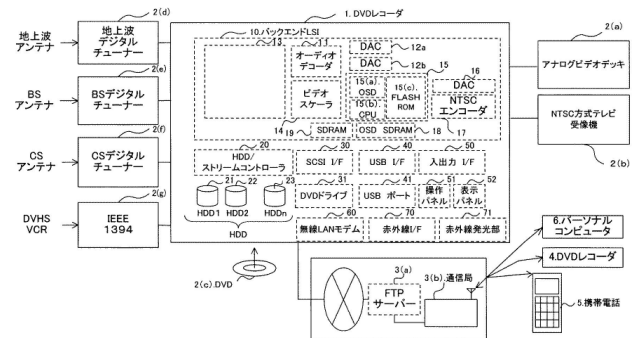 1. DVDレコーダ
2(d)
地上波
アンテナ
地上波
デジタル
チューナー
2(e)
BS
アンテナ
BSデジタル
チューナー
2(f)
CS
アンテナ
CSデジタル
チューナー
2(g)
DVHS
VCR
IEEE
1394
10.バックエンドLSI
13
11
オーディオ
デコーダ
ビデオ
スケーラ
14
DAC
12a
DAC
12b
15
15(a).
OSD
15(b).
CPU
15(c).
FLASH
ROM
16
DAC
NTSC
エンコーダ
17
19
SDRAM
OSD SDRAM
18
20
HDD/
ストリームコントローラ
21
22
23
HDD1
HDD2
HDDn
HDD
30
SCSI I/F
40
USB I/F
50
入出力 I/F
31
DVDドライブ
41
USB ポート
51
操作
パネル
52
表示
パネル
60
無線LANモデム
70
赤外線I/F
71
赤外線発光部
2(a)
アナログビデオデッキ
NTSC方式テレビ
受像機
2(b)
2(c).DVD
3(a)
FTP
サーバー
3(b).通信局
6.パーソナル
コンピュータ
4.DVDレコーダ
5.携帯電話